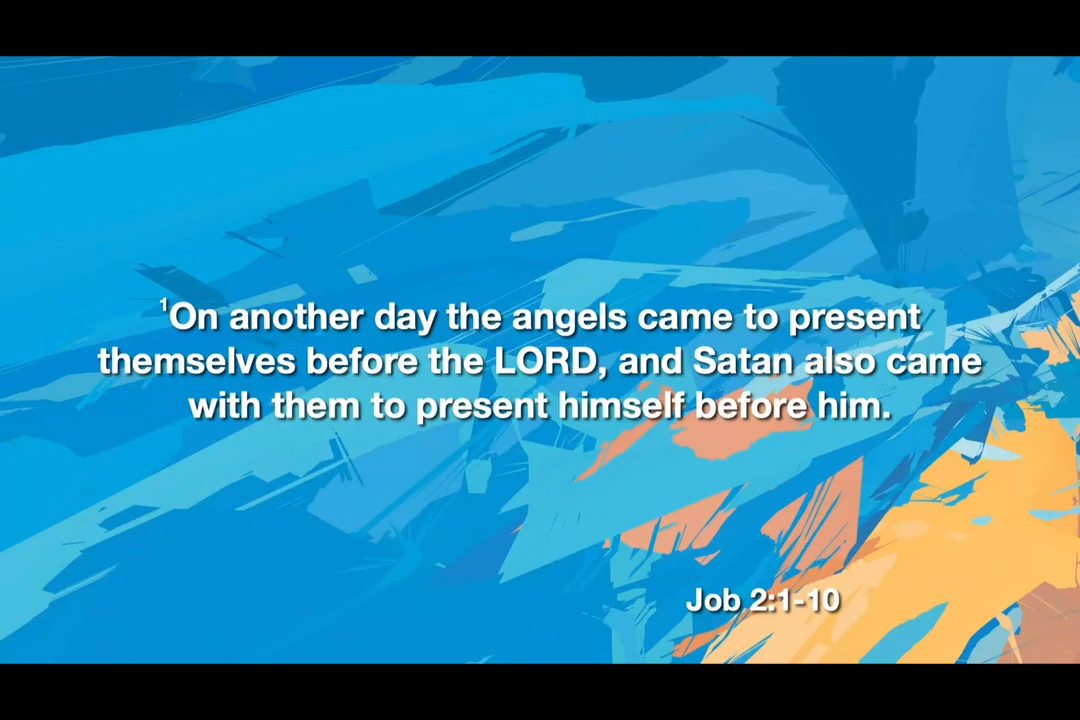 ¹On another day the angels came to present
themselves before the LORD, and Satan also came
with them to present himself before him.
Job 2:1-10